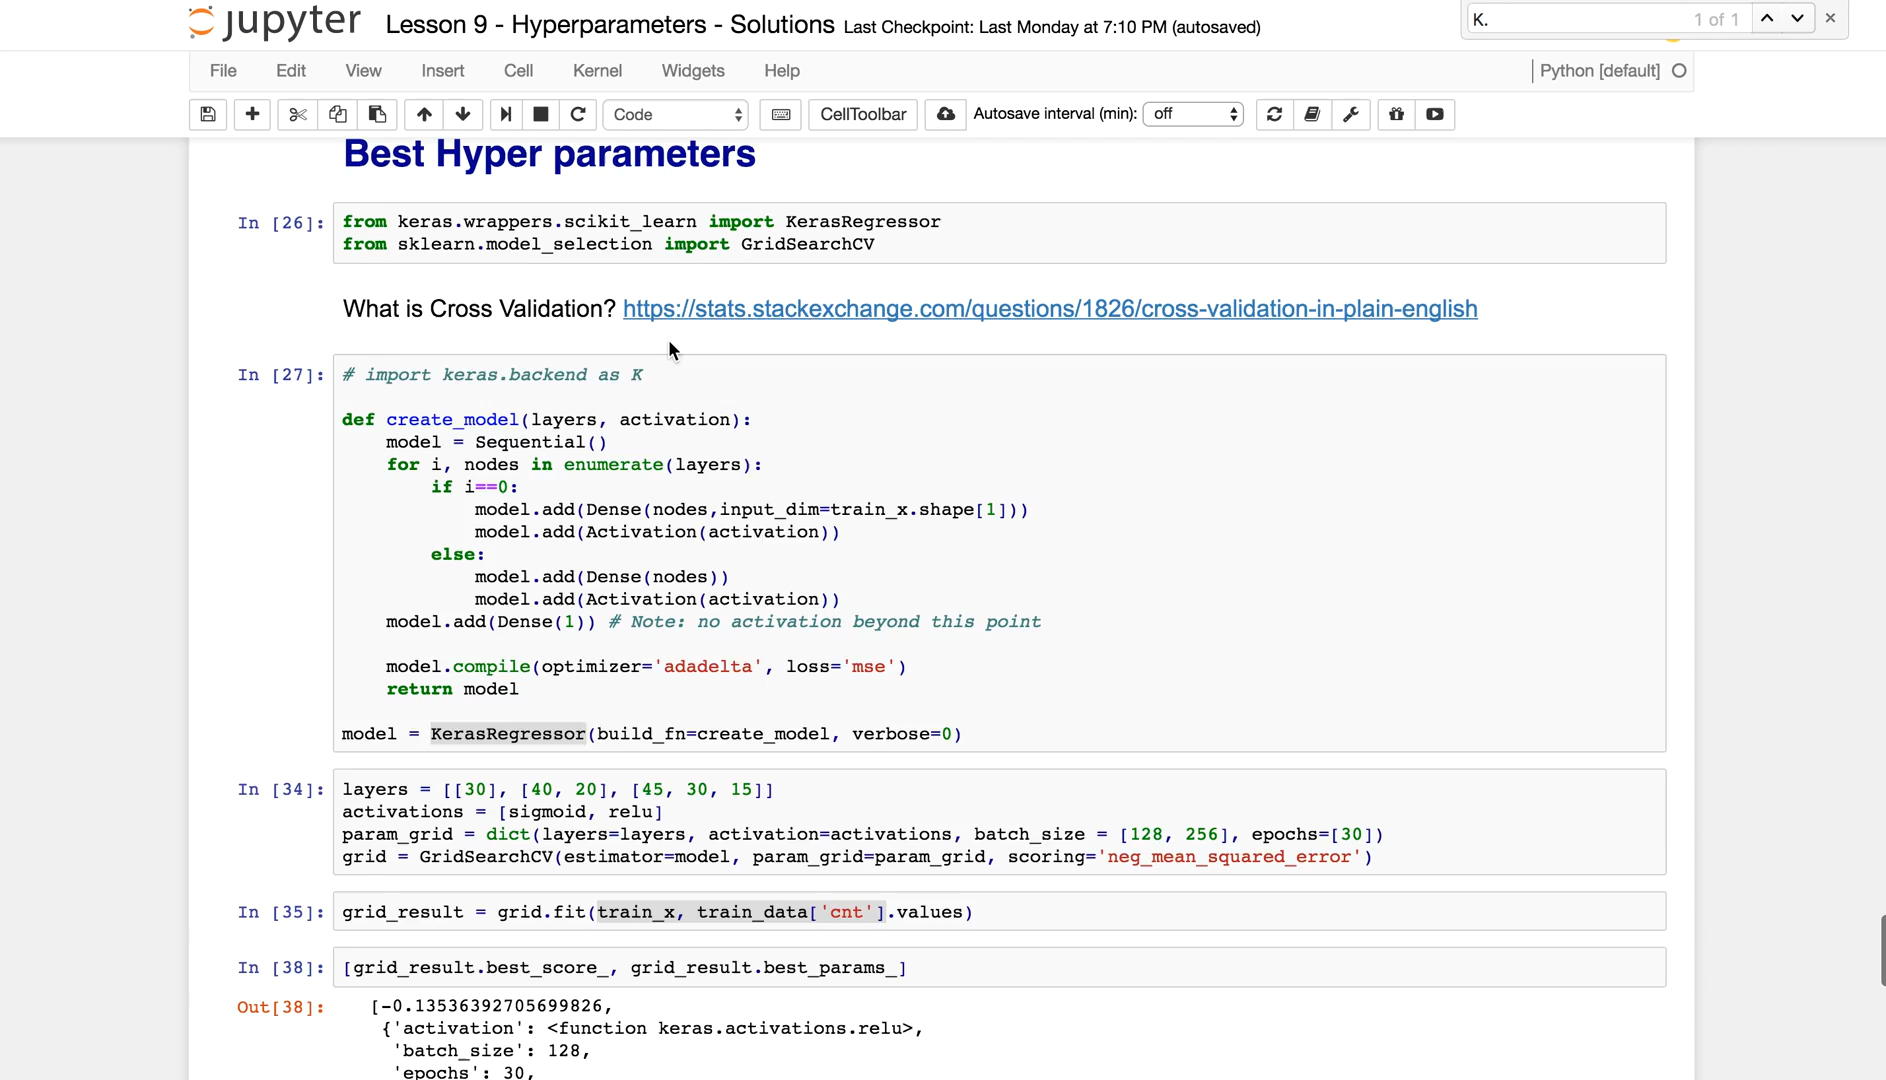 jupyter Lesson 9 - Hyperparameters - Solutions Last Checkpoint: Last Monday at 7:10 PM (autosaved)
K. 1 of 1
File Edit View Insert Cell Kernel Widgets Help Python [default]
Code CellToolbar Autosave interval (min): off
Best Hyper parameters
In [26]: from keras.wrappers.scikit_learn import KerasRegressor
from sklearn.model_selection import GridSearchCV
What is Cross Validation? https://stats.stackexchange.com/questions/1826/cross-validation-in-plain-english
In [27]: # import keras.backend as K
def create_model(layers, activation):
    model = Sequential()
    for i, nodes in enumerate(layers):
        if i==0:
            model.add(Dense(nodes,input_dim=train_x.shape[1]))
            model.add(Activation(activation))
        else:
            model.add(Dense(nodes))
            model.add(Activation(activation))
    model.add(Dense(1)) # Note: no activation beyond this point
    model.compile(optimizer='adadelta', loss='mse')
    return model
model = KerasRegressor(build_fn=create_model, verbose=0)
In [34]: layers = [[30], [40, 20], [45, 30, 15]]
activations = [sigmoid, relu]
param_grid = dict(layers=layers, activation=activations, batch_size = [128, 256], epochs=[30])
grid = GridSearchCV(estimator=model, param_grid=param_grid, scoring='neg_mean_squared_error')
In [35]: grid_result = grid.fit(train_x, train_data['cnt'].values)
In [38]: [grid_result.best_score_, grid_result.best_params_]
Out[38]: [-0.13536392705699826,
{'activation': <function keras.activations.relu>,
'batch_size': 128,
'epochs': 30,